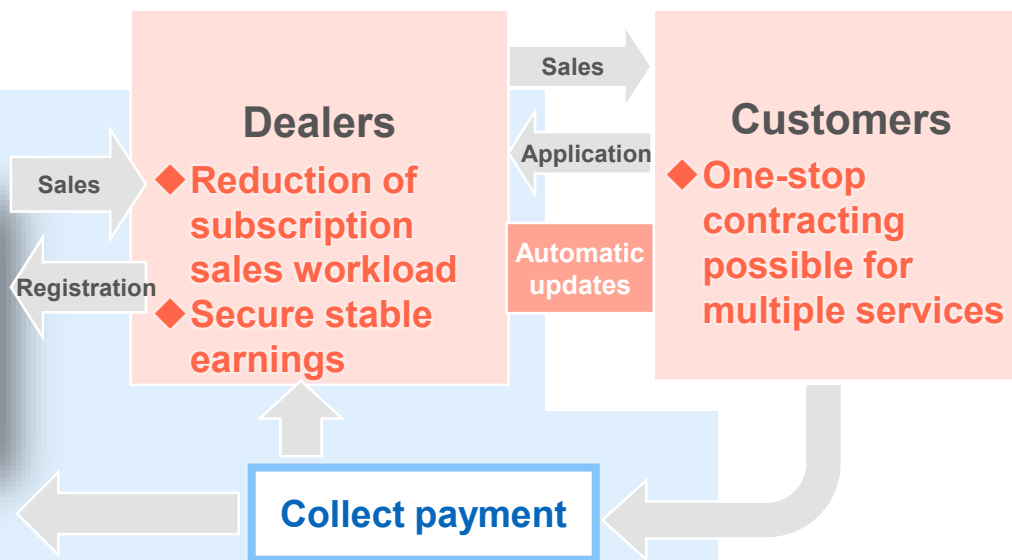 Sales
Registration
Dealers
◆Reduction of
subscription
sales workload
◆Secure stable
earnings
Sales
Application
Automatic
updates
Customers
◆One-stop
contracting
possible for
multiple services
Collect payment